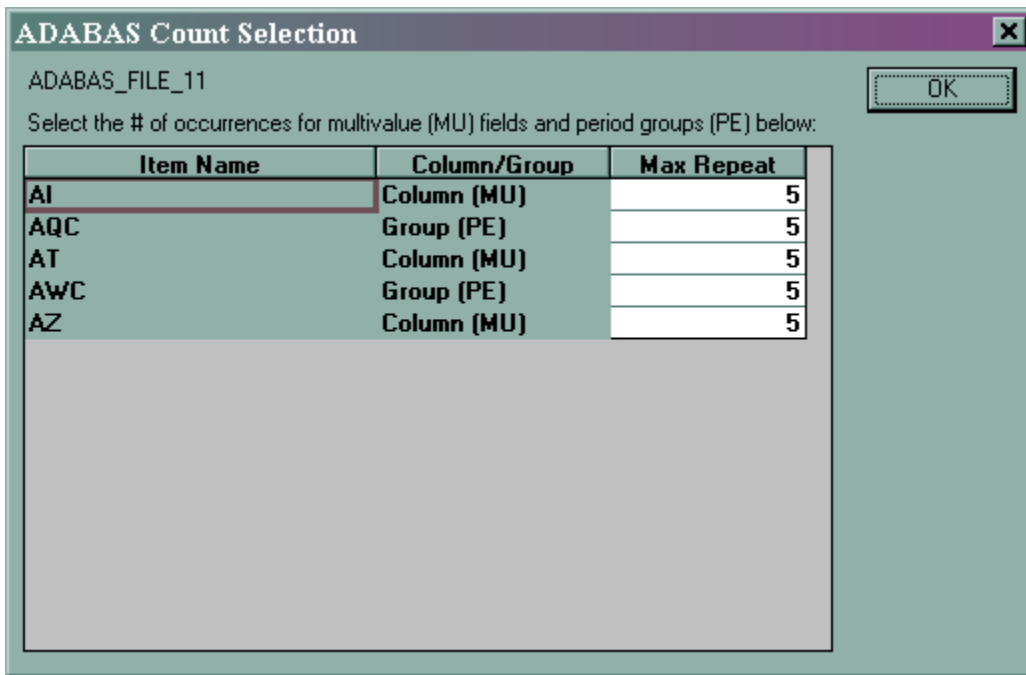 ADABAS Count Selection
ADABAS_FILE_11
OK
Select the # of occurrences for multivalue (MU) fields and period groups (PE) below:
Item Name Column/Group Max Repeat
AI Column (MU) 5
AQC Group (PE) 5
AT Column (MU) 5
AWC Group (PE) 5
AZ Column (MU) 5